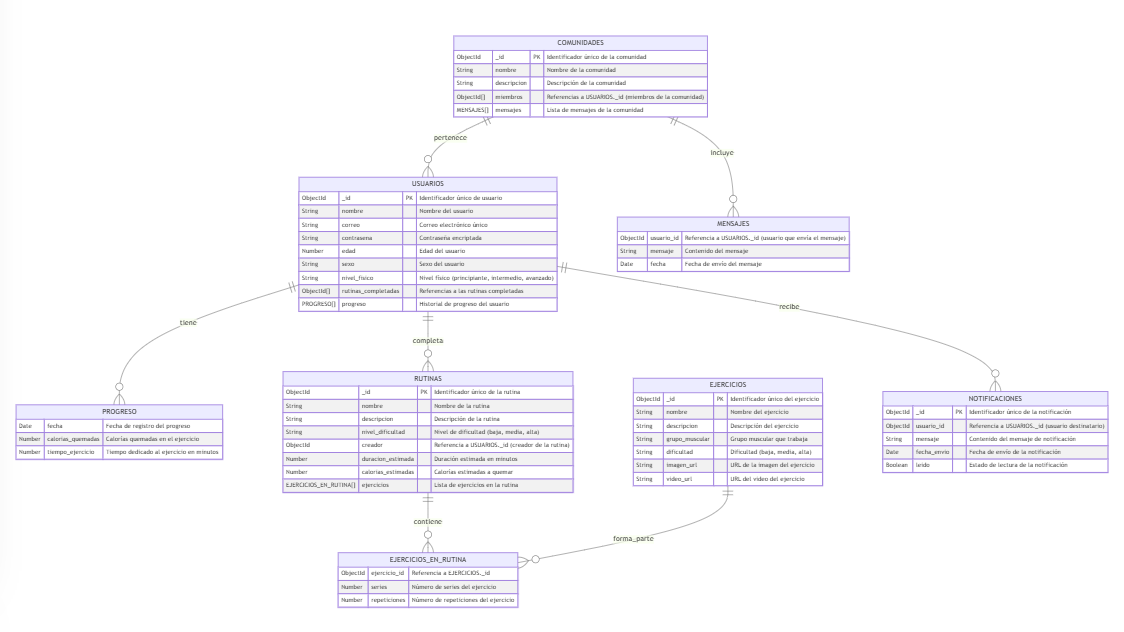 COMUNIDADES
ObjectId _id PK Identificador único de la comunidad
String nombre Nombre de la comunidad
String descripcion Descripción de la comunidad
ObjectId[] miembros Referencias a USUARIOS._id (miembros de la comunidad)
MENSAJES[] mensajes Lista de mensajes de la comunidad
pertenece
incluye
USUARIOS
ObjectId _id PK Identificador único de usuario
String nombre Nombre del usuario
String correo Correo electrónico único
String contrasena Contraseña encriptada
Number edad Edad del usuario
String sexo Sexo del usuario
String nivel_fisico Nivel físico (principiante, intermedio, avanzado)
ObjectId[] rutinas_completadas Referencias a las rutinas completadas
PROGRESO[] progreso Historial de progreso del usuario
MENSAJES
ObjectId usuario_id Referencia a USUARIOS._id (usuario que envía el mensaje)
String mensaje Contenido del mensaje
Date fecha Fecha de envío del mensaje
tiene
completa
recibe
PROGRESO
Date fecha Fecha de registro del progreso
Number calorias_quemadas Calorías quemadas en el ejercicio
Number tiempo_ejercicio Tiempo dedicado al ejercicio en minutos
RUTINAS
ObjectId _id PK Identificador único de la rutina
String nombre Nombre de la rutina
String descripcion Descripción de la rutina
String nivel_dificultad Nivel de dificultad (baja, media, alta)
ObjectId creador Referencia a USUARIOS._id (creador de la rutina)
Number duracion_estimada Duración estimada en minutos
Number calorias_estimadas Calorías estimadas a quemar
EJERCICIOS_EN_RUTINA[] ejercicios Lista de ejercicios en la rutina
EJERCICIOS
ObjectId _id PK Identificador único del ejercicio
String nombre Nombre del ejercicio
String descripcion Descripción del ejercicio
String grupo_muscular Grupo muscular que trabaja
String dificultad Dificultad (baja, media, alta)
String imagen_url URL de la imagen del ejercicio
String video_url URL del video del ejercicio
NOTIFICACIONES
ObjectId _id PK Identificador único de la notificación
ObjectId usuario_id Referencia a USUARIOS._id (usuario destinatario)
String mensaje Contenido del mensaje de notificación
Date fecha_envio Fecha de envío de la notificación
Boolean leido Estado de lectura de la notificación
contiene
forma_parte
EJERCICIOS_EN_RUTINA
ObjectId ejercicio_id Referencia a EJERCICIOS._id
Number series Número de series del ejercicio
Number repeticiones Número de repeticiones del ejercicio